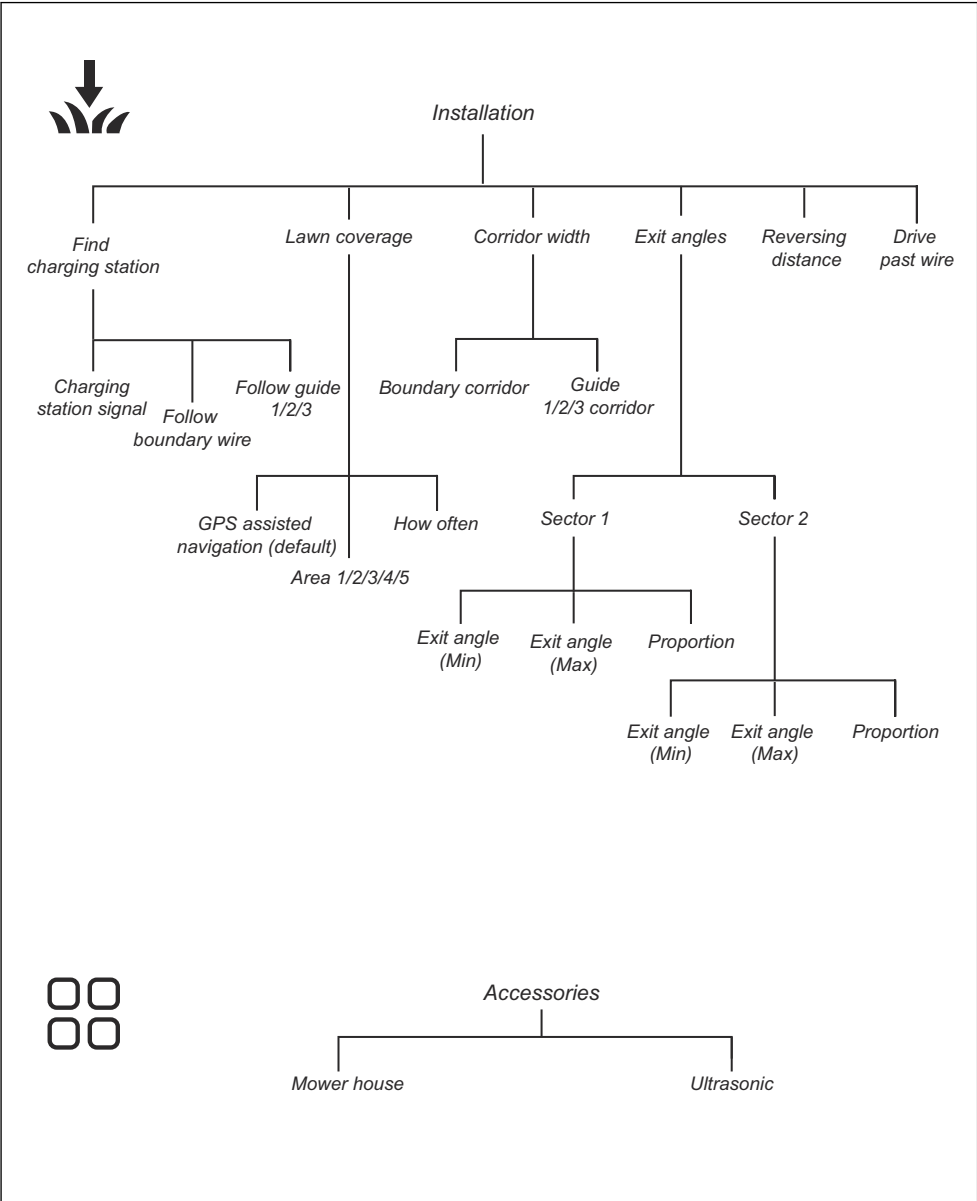 Installation
Find
charging station
Lawn coverage
Corridor width
Exit angles
Reversing
distance
Drive
past wire
Charging
station signal
Follow
boundary wire
Follow guide
1/2/3
Boundary corridor
Guide
1/2/3 corridor
GPS assisted
navigation (default)
Area 1/2/3/4/5
How often
Sector 1
Sector 2
Exit angle
(Min)
Exit angle
(Max)
Proportion
Exit angle
(Min)
Exit angle
(Max)
Proportion
Accessories
Mower house
Ultrasonic